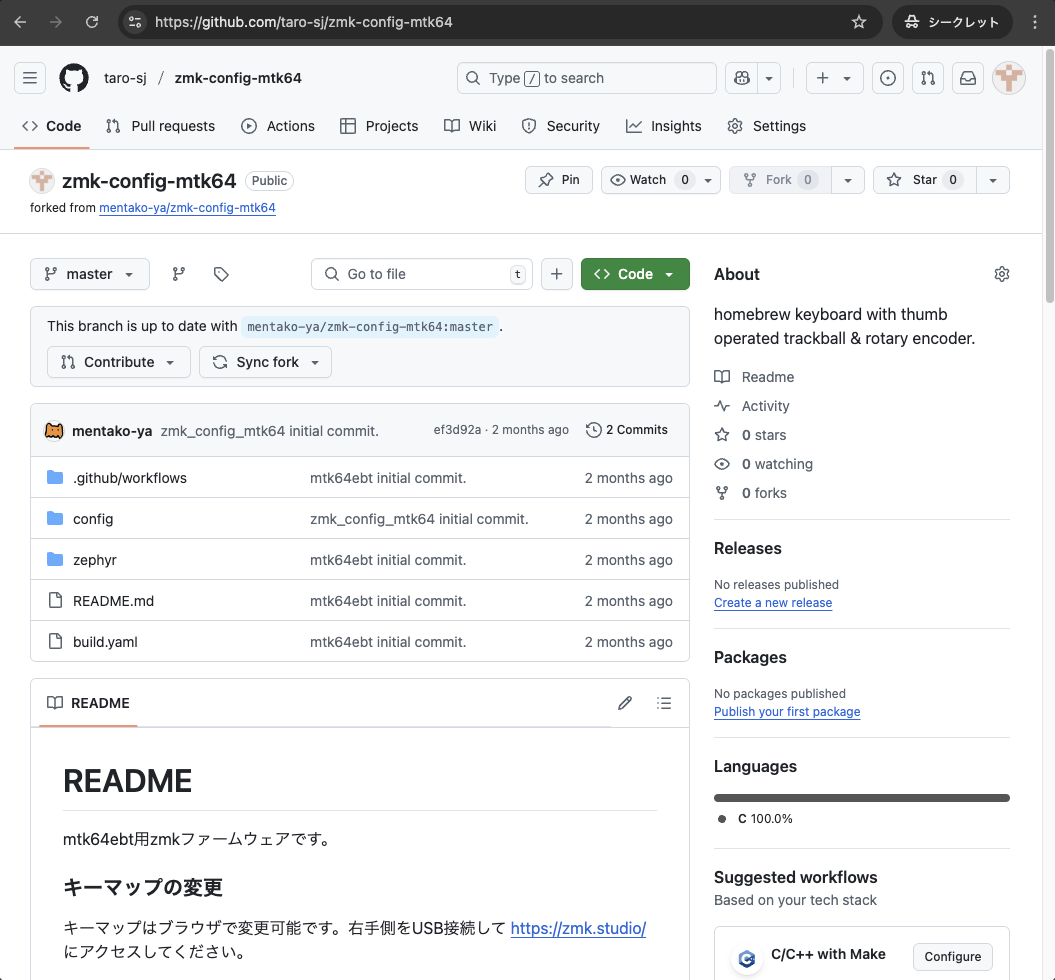 https://github.com/taro-sj/zmk-config-mtk64
シークレット
taro-sj / zmk-config-mtk64
Type / to search
Code
Pull requests
Actions
Projects
Wiki
Security
Insights
Settings
zmk-config-mtk64 Public
Pin
Watch 0
Fork 0
Star 0
forked from mentako-ya/zmk-config-mtk64
master
Go to file t
Code
This branch is up to date with mentako-ya/zmk-config-mtk64:master .
Contribute
Sync fork
mentako-ya zmk_config_mtk64 initial commit. ef3d92a · 2 months ago 2 Commits
.github/workflows mtk64ebt initial commit. 2 months ago
config zmk_config_mtk64 initial commit. 2 months ago
zephyr mtk64ebt initial commit. 2 months ago
README.md mtk64ebt initial commit. 2 months ago
build.yaml mtk64ebt initial commit. 2 months ago
README
README
mtk64ebt用zmkファームウェアです。
キーマップの変更
キーマップはブラウザで変更可能です。右手側をUSB接続して https://zmk.studio/
にアクセスしてください。
About
homebrew keyboard with thumb
operated trackball & rotary encoder.
Readme
Activity
0 stars
0 watching
0 forks
Releases
No releases published
Create a new release
Packages
No packages published
Publish your first package
Languages
C 100.0%
Suggested workflows
Based on your tech stack
C C/C++ with Make Configure